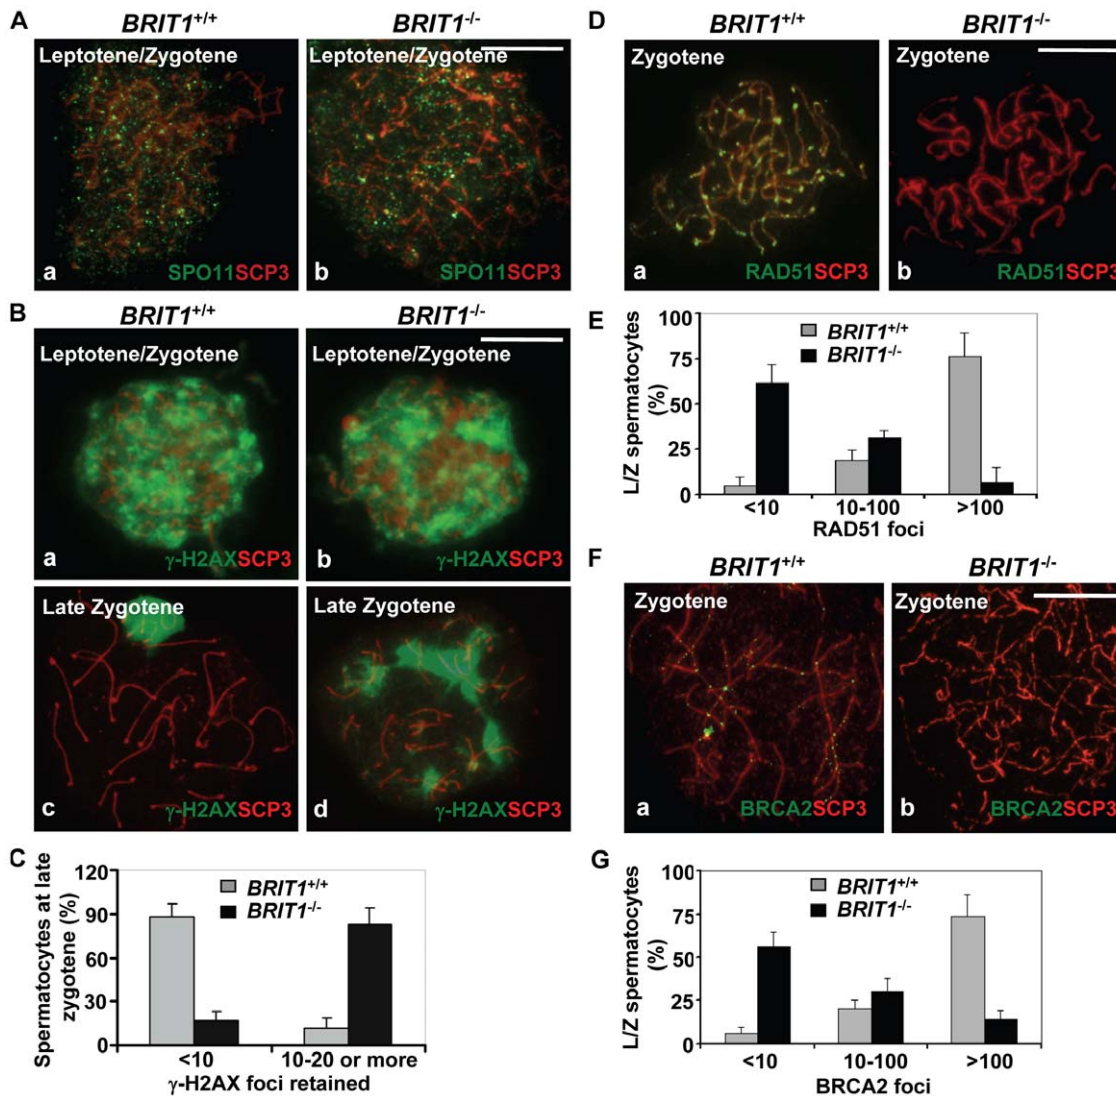 A
BRIT1+/+
BRIT1-/-
Leptotene/Zygotene
Leptotene/Zygotene
a
SPO11SCP3
b
SPO11SCP3
B
BRIT1+/+
BRIT1-/-
Leptotene/Zygotene
Leptotene/Zygotene
a
γ-H2AXSCP3
b
γ-H2AXSCP3
Late Zygotene
Late Zygotene
c
γ-H2AXSCP3
d
γ-H2AXSCP3
C
Spermatocytes at late
zygotene (%)
120
90
60
30
0
BRIT1+/+
BRIT1-/-
<10
10-20 or more
γ-H2AX foci retained
D
BRIT1+/+
BRIT1-/-
Zygotene
Zygotene
a
RAD51SCP3
b
RAD51SCP3
E
L/Z spermatocytes
(%)
100
75
50
25
0
BRIT1+/+
BRIT1-/-
<10
10-100
>100
RAD51 foci
F
BRIT1+/+
BRIT1-/-
Zygotene
Zygotene
a
BRCA2SCP3
b
BRCA2SCP3
G
L/Z spermatocytes
(%)
100
75
50
25
0
BRIT1+/+
BRIT1-/-
<10
10-100
>100
BRCA2 foci